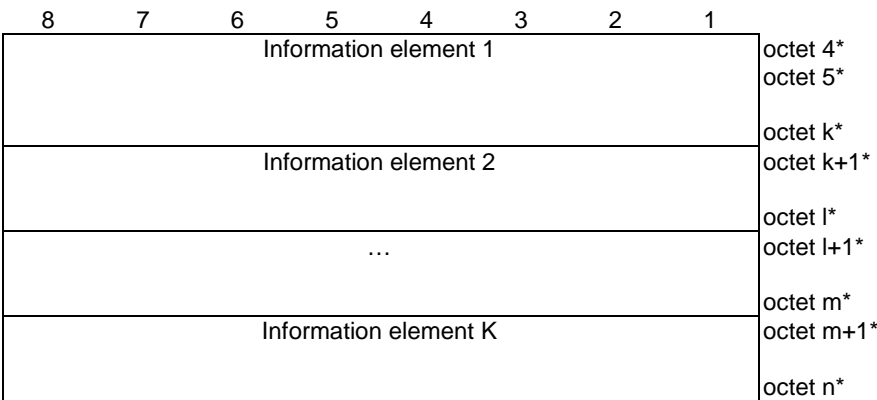 8 7 6 5 4 3 2 1
Information element 1 octet 4*
octet 5*
octet k*
Information element 2 octet k+1*
octet l*
… octet l+1*
octet m*
Information element K octet m+1*
octet n*